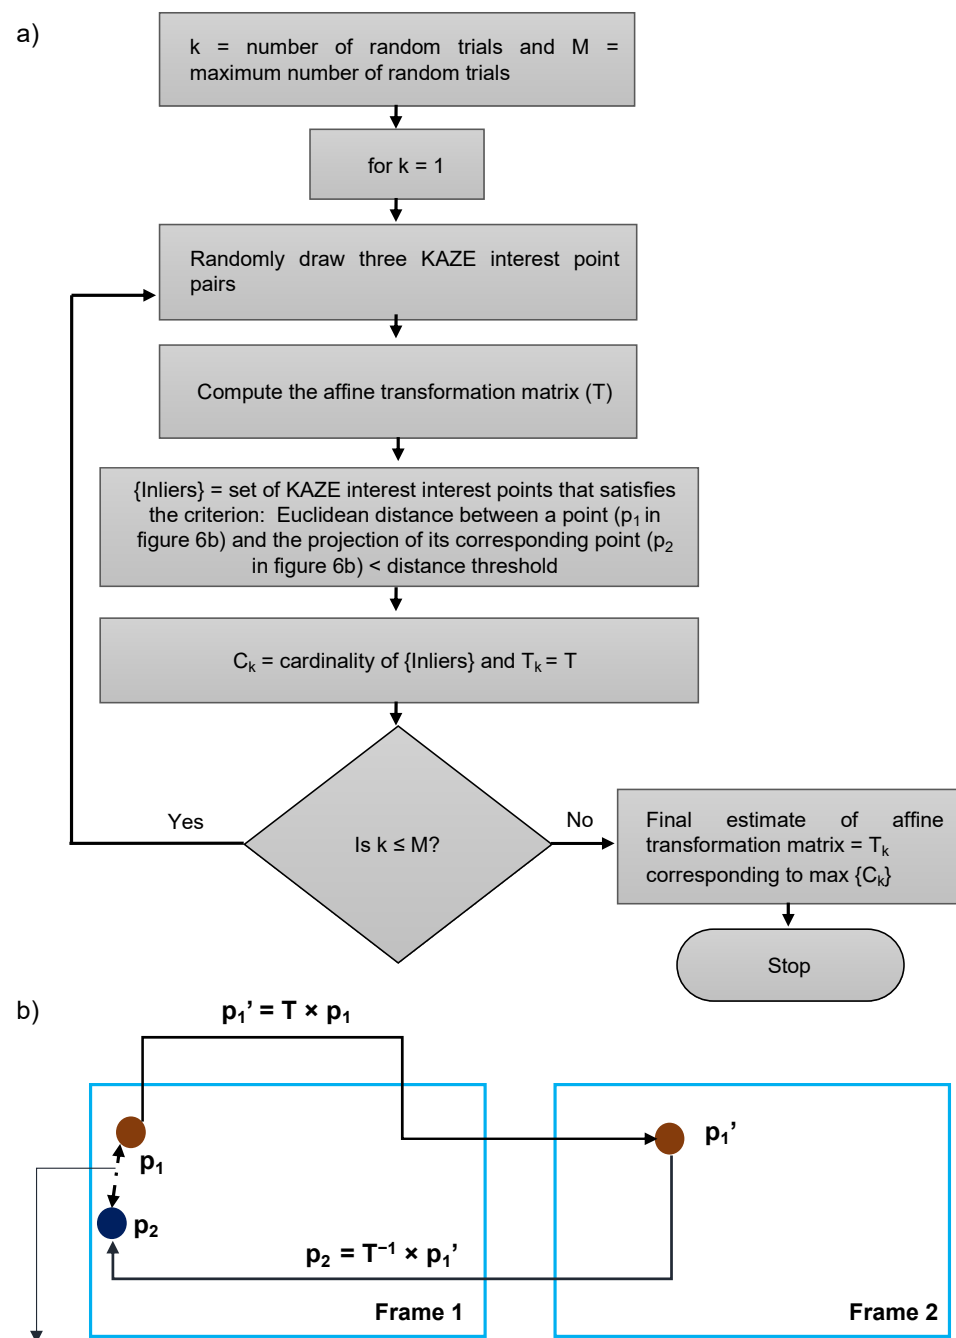 a)
k = number of random trials and M =
maximum number of random trials
for k = 1
Randomly draw three KAZE interest point
pairs
Compute the affine transformation matrix (T)
{Inliers} = set of KAZE interest interest points that satisfies
the criterion: Euclidean distance between a point (p₁ in
figure 6b) and the projection of its corresponding point (p₂
in figure 6b) < distance threshold
Cₖ = cardinality of {Inliers} and Tₖ = T
Is k ≤ M?
Yes
No
Final estimate of affine
transformation matrix = Tₖ
corresponding to max {Cₖ}
Stop
b)
p₁’ = T × p₁
p₁
p₁’
p₂
p₂ = T⁻¹ × p₁’
Frame 1
Frame 2